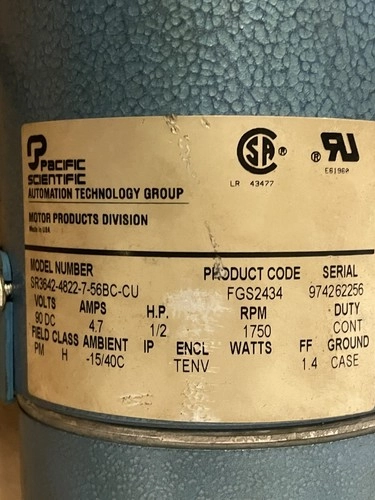 PACIFIC
SCIENTIFIC
AUTOMATION TECHNOLOGY GROUP
MOTOR PRODUCTS DIVISION
Made in USA
SA ®
LR 43477
® RU
E61960
MODEL NUMBER PRODUCT CODE SERIAL
SR3642-4822-7-56BC-CU FGS2434 974262256
VOLTS AMPS H.P. RPM DUTY
90 DC 4.7 1/2 1750 CONT
FIELD CLASS AMBIENT IP ENCL WATTS FF GROUND
PM H -15/40C TENV 1.4 CASE